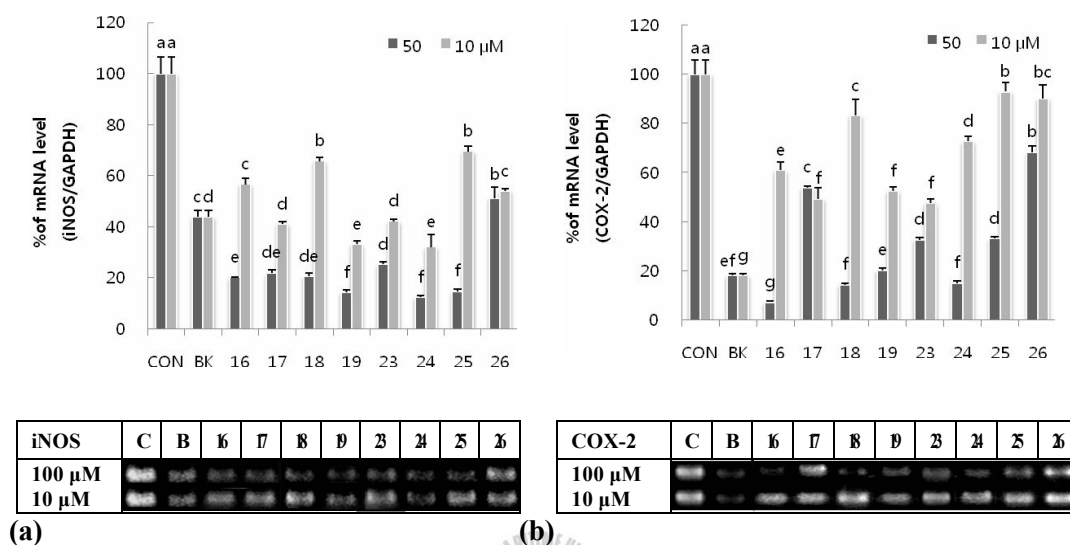 120
100
80
60
40
20
0
%of mRNA level
(iNOS/GAPDH)
50 10 µM
a a
c d
e c
de d
de b
f e
d d
f e
f b
b c
CON BK 16 17 18 19 23 24 25 26
120
100
80
60
40
20
0
%of mRNA level
(COX-2/GAPDH)
50 10 µM
a a
ef g
g e
c f
f c
e f
d f
f d
d b
b bc
CON BK 16 17 18 19 23 24 25 26
iNOS C B 16 17 18 19 23 24 25 26
100 µM
10 µM
COX-2 C B 16 17 18 19 23 24 25 26
100 µM
10 µM
(a) (b)